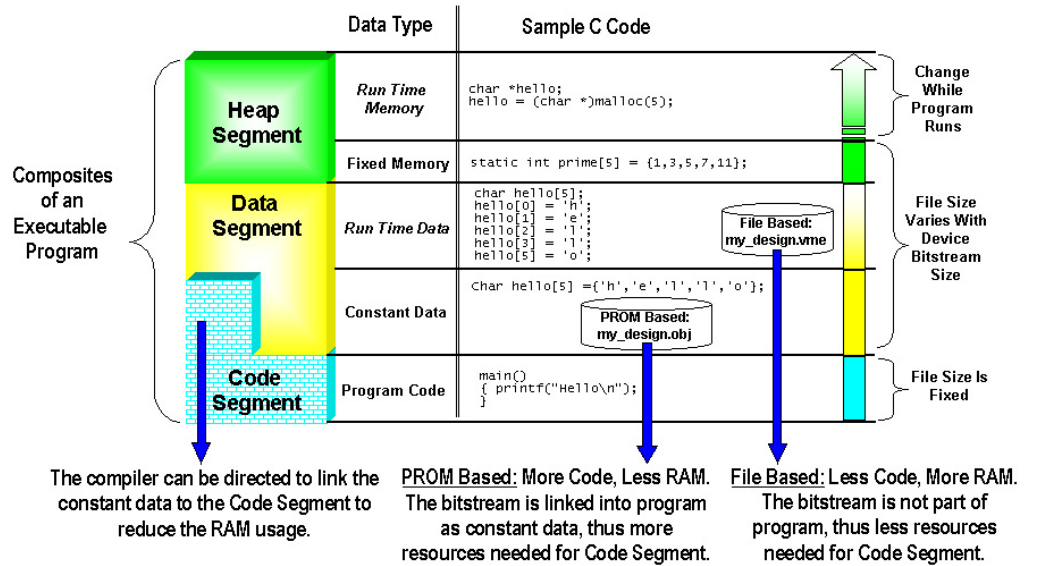 Data Type
Sample C Code
Composites
of an
Executable
Program
Heap
Segment
Data
Segment
Code
Segment
Run Time
Memory
char *hello;
hello = (char *)malloc(5);
Fixed Memory
static int prime[5] = {1,3,5,7,11};
Run Time Data
char hello[5];
hello[0] = 'h';
hello[1] = 'e';
hello[2] = 'l';
hello[3] = 'l';
hello[5] = 'o';
File Based:
my_design.vme
Constant Data
Char hello[5] ={'h','e','l','l','o'};
PROM Based:
my_design.obj
Program Code
main()
{ printf("Hello\n");
}
Change
While
Program
Runs
File Size
Varies With
Device
Bitstream
Size
File Size Is
Fixed
The compiler can be directed to link the
constant data to the Code Segment to
reduce the RAM usage.
PROM Based: More Code, Less RAM.
The bitstream is linked into program
as constant data, thus more
resources needed for Code Segment.
File Based: Less Code, More RAM.
The bitstream is not part of
program, thus less resources
needed for Code Segment.